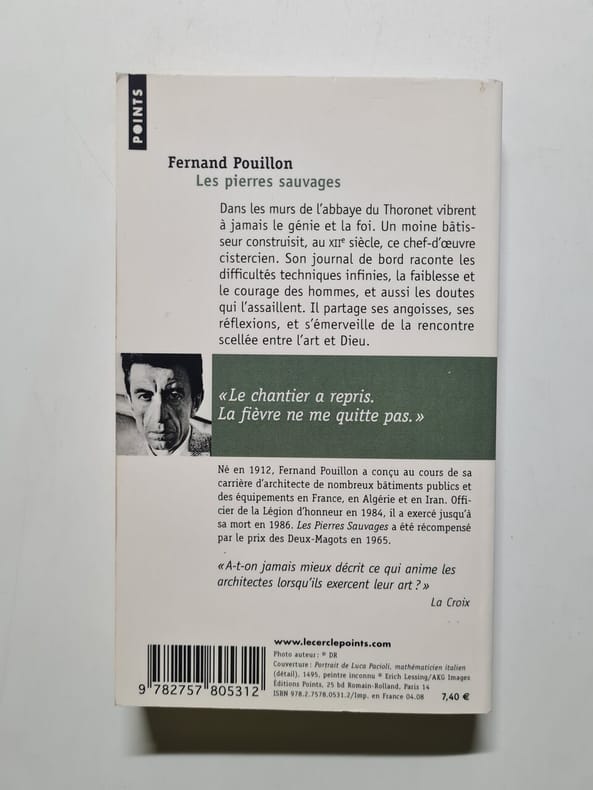 POINTS
Fernand Pouillon
Les pierres sauvages
Dans les murs de l'abbaye du Thoronet vibrent
à jamais le génie et la foi. Un moine bâtis-
seur construisit, au XIIe siècle, ce chef-d'œuvre
cistercien. Son journal de bord raconte les
difficultés techniques infinies, la faiblesse et
le courage des hommes, et aussi les doutes
qui l'assaillent. Il partage ses angoisses, ses
réflexions, et s'émerveille de la rencontre
scellée entre l'art et Dieu.
« Le chantier a repris.
La fièvre ne me quitte pas. »
Né en 1912, Fernand Pouillon a conçu au cours de sa
carrière d'architecte de nombreux bâtiments publics et
des équipements en France, en Algérie et en Iran. Offi-
cier de la Légion d'honneur en 1984, il a exercé jusqu'à
sa mort en 1986. Les Pierres Sauvages a été récompensé
par le prix des Deux-Magots en 1965.
« A-t-on jamais mieux décrit ce qui anime les
architectes lorsqu'ils exercent leur art ? »
La Croix
www.lecerclepoints.com
Photo auteur : © DR
Couverture : Portrait de Luca Pacioli, mathématicien italien
(détail), 1495, peintre inconnu © Erich Lessing/AKG Images
Éditions Points, 25 bd Romain-Rolland, Paris 14
ISBN 978.2.7578.0531.2/Imp. en France 04.08 7,40 €
9 782757 805312